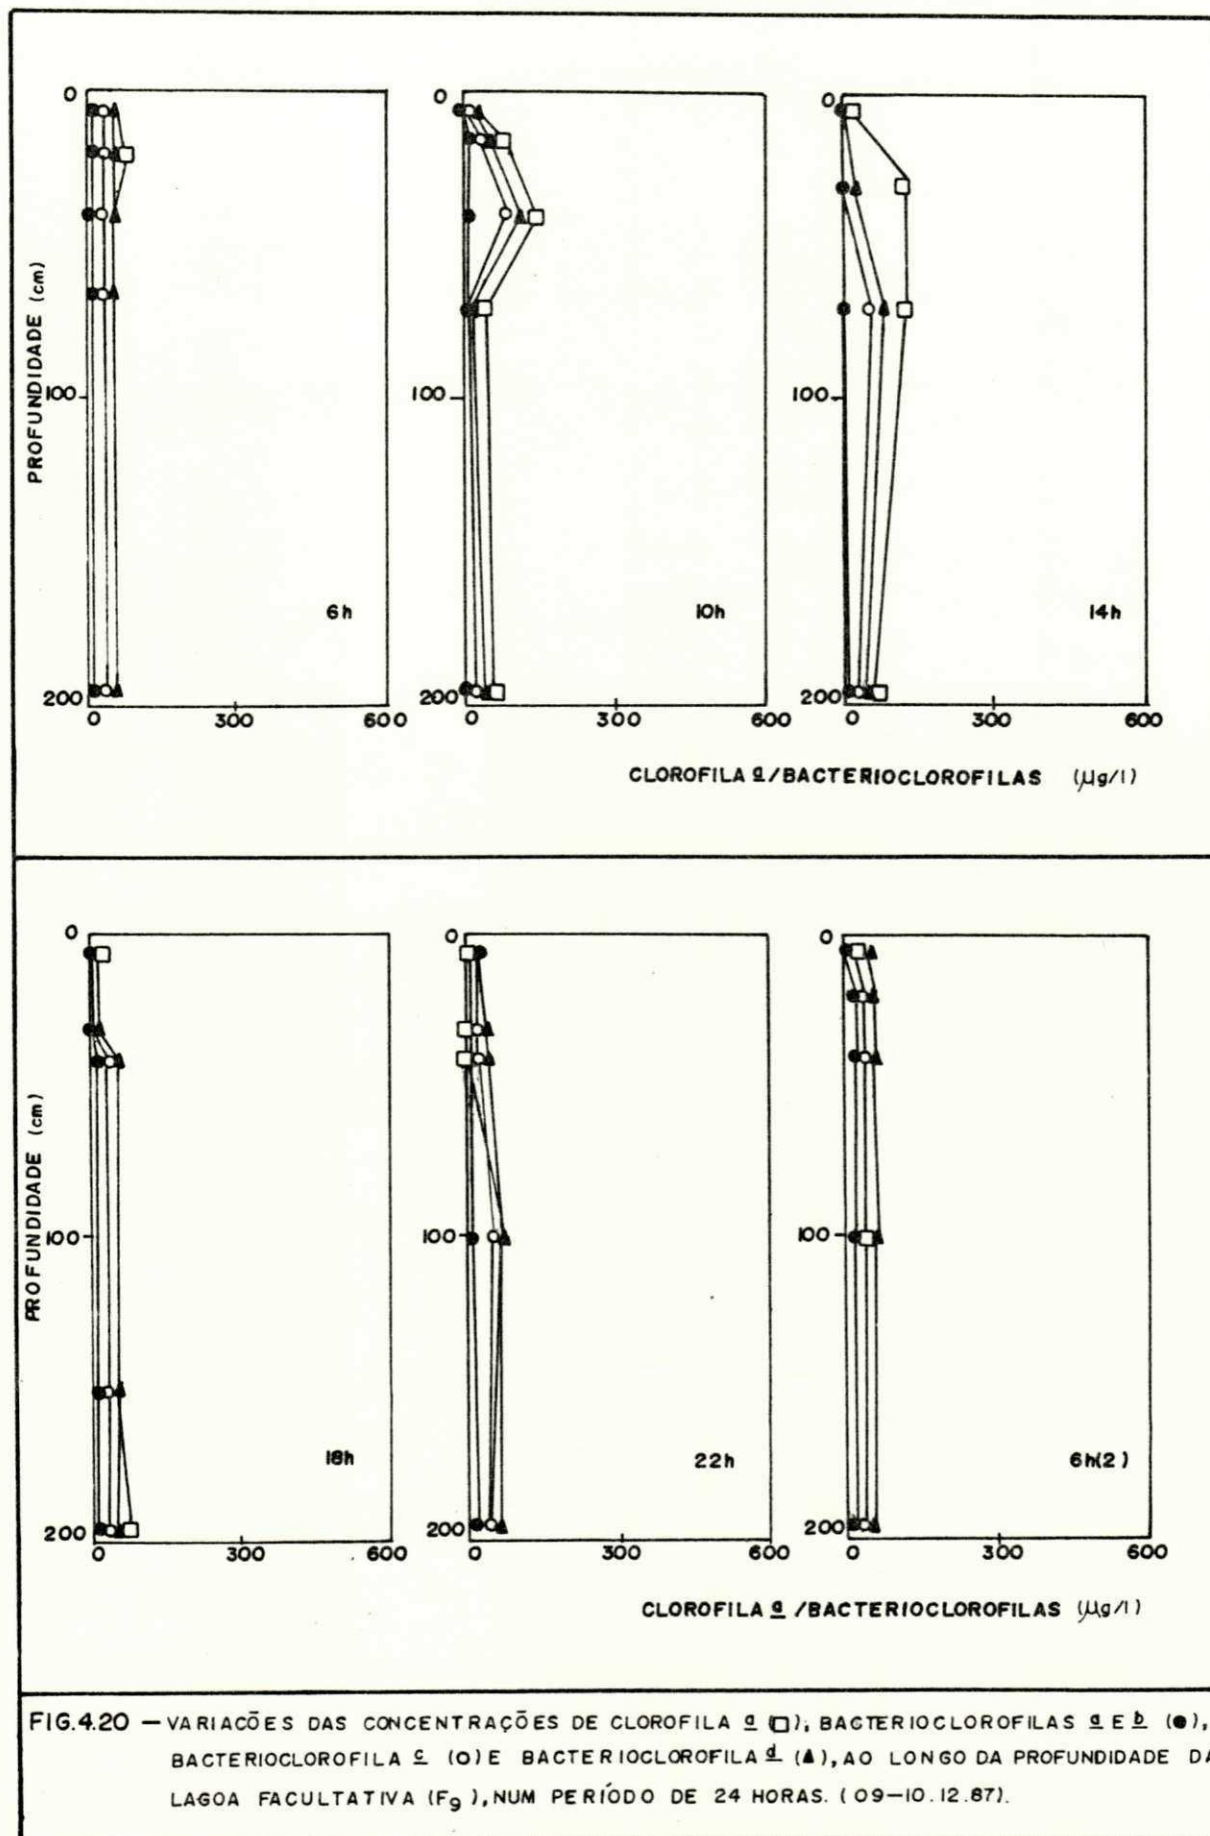 PROFUNDIDADE (cm)
0
100
200
0 300 600
6h
0
100
200
0 300 600
10h
0
100
200
0 300 600
14h
CLOROFILA a/BACTERIOCLOROFILAS (μg/l)
PROFUNDIDADE (cm)
0
100
200
0 300 600
18h
0
100
200
0 300 600
22h
0
100
200
0 300 600
6h(2)
CLOROFILA a /BACTERIOCLOROFILAS (μg/l)
FIG.4.20 — VARIACÕES DAS CONCENTRAÇÕES DE CLOROFILA a (□); BACTERIOCLOROFILAS a E b (●),
BACTERIOCLOROFILA c (O) E BACTERIOCLOROFILA d (▲), AO LONGO DA PROFUNDIDADE DA
LAGOA FACULTATIVA (F9), NUM PERÍODO DE 24 HORAS. (09—10.12.87).